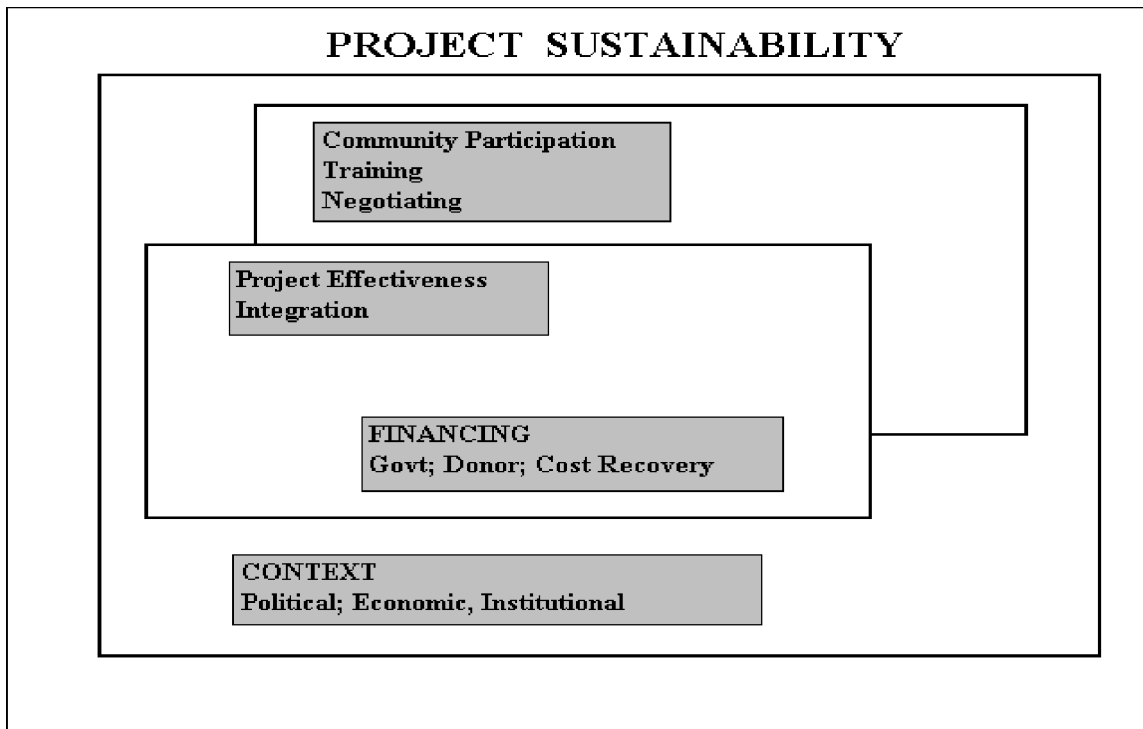 PROJECT SUSTAINABILITY
Community Participation
Training
Negotiating
Project Effectiveness
Integration
FINANCING
Govt; Donor; Cost Recovery
CONTEXT
Political; Economic, Institutional